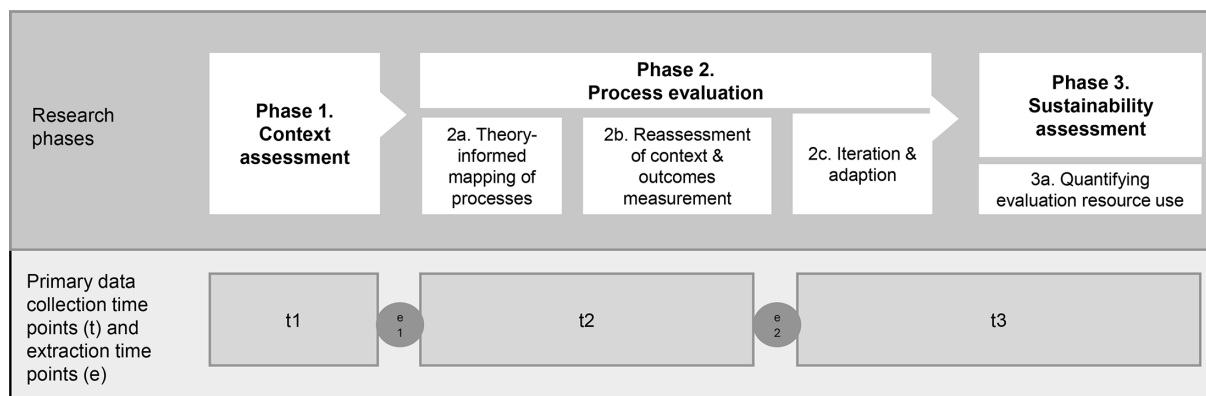 Research
phases
Phase 1.
Context
assessment
Phase 2.
Process evaluation
2a. Theory-
informed
mapping of
processes
2b. Reassessment
of context &
outcomes
measurement
2c. Iteration &
adaption
Phase 3.
Sustainability
assessment
3a. Quantifying
evaluation resource use
Primary data
collection time
points (t) and
extraction time
points (e)
t1
e
1
t2
e
2
t3